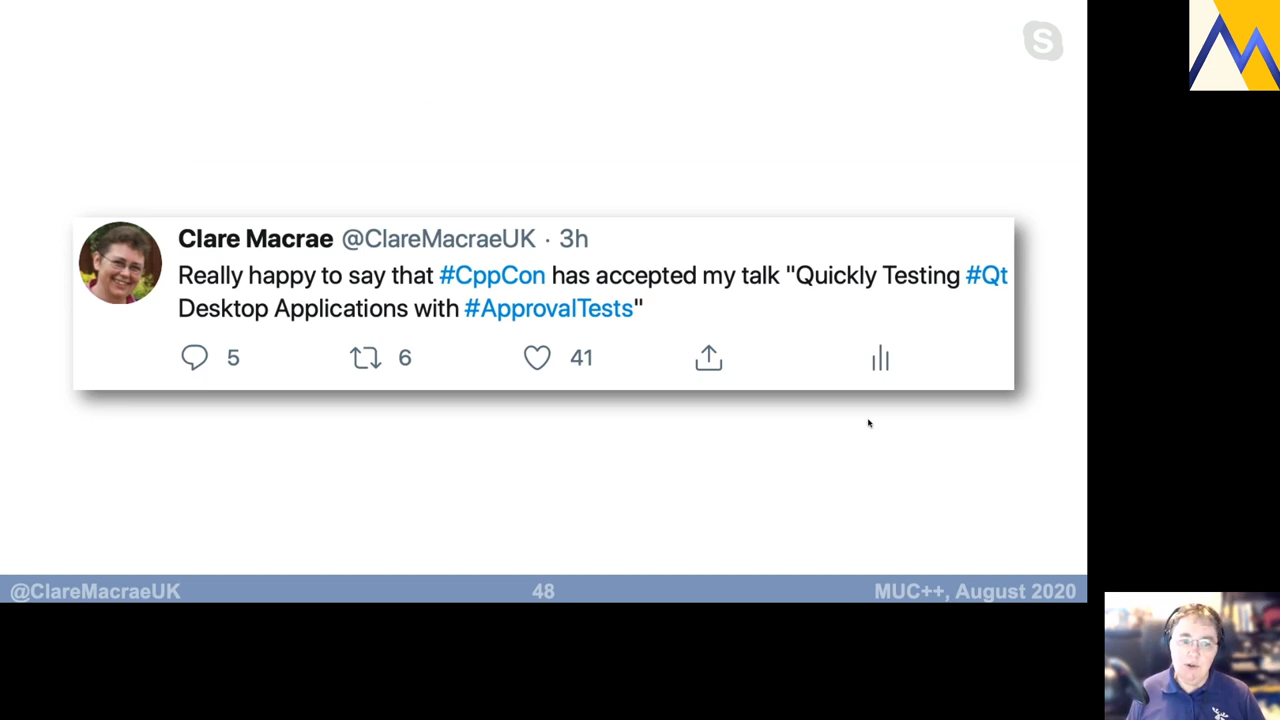 S
Clare Macrae @ClareMacraeUK · 3h
Really happy to say that #CppCon has accepted my talk "Quickly Testing #Qt
Desktop Applications with #ApprovalTests"
5 6 41
@ClareMacraeUK 48 MUC++, August 2020